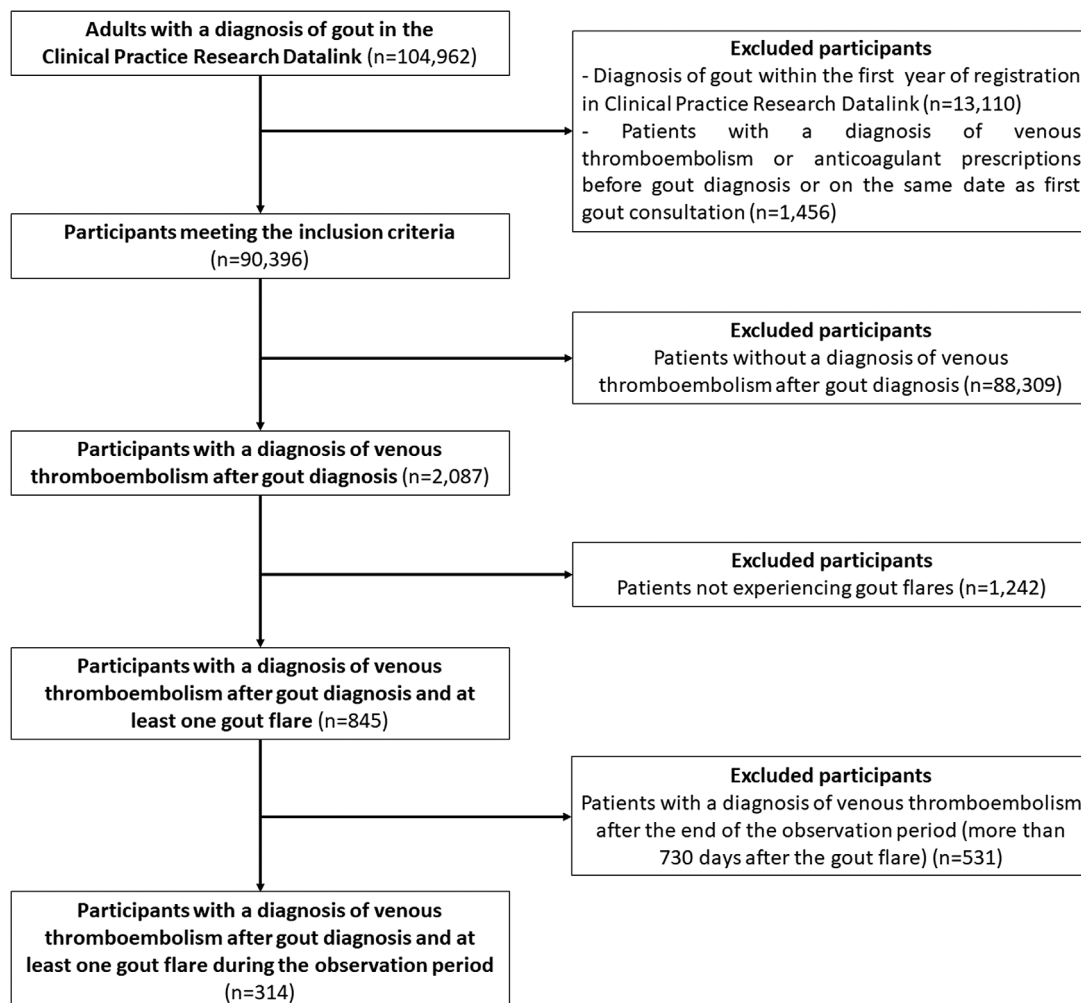 Adults with a diagnosis of gout in the
Clinical Practice Research Datalink (n=104,962)
Excluded participants
- Diagnosis of gout within the first year of registration
in Clinical Practice Research Datalink (n=13,110)
- Patients with a diagnosis of venous
thromboembolism or anticoagulant prescriptions
before gout diagnosis or on the same date as first
gout consultation (n=1,456)
Participants meeting the inclusion criteria
(n=90,396)
Excluded participants
Patients without a diagnosis of venous
thromboembolism after gout diagnosis (n=88,309)
Participants with a diagnosis of venous
thromboembolism after gout diagnosis (n=2,087)
Excluded participants
Patients not experiencing gout flares (n=1,242)
Participants with a diagnosis of venous
thromboembolism after gout diagnosis and at
least one gout flare (n=845)
Excluded participants
Patients with a diagnosis of venous thromboembolism
after the end of the observation period (more than
730 days after the gout flare) (n=531)
Participants with a diagnosis of venous
thromboembolism after gout diagnosis and at
least one gout flare during the observation period
(n=314)